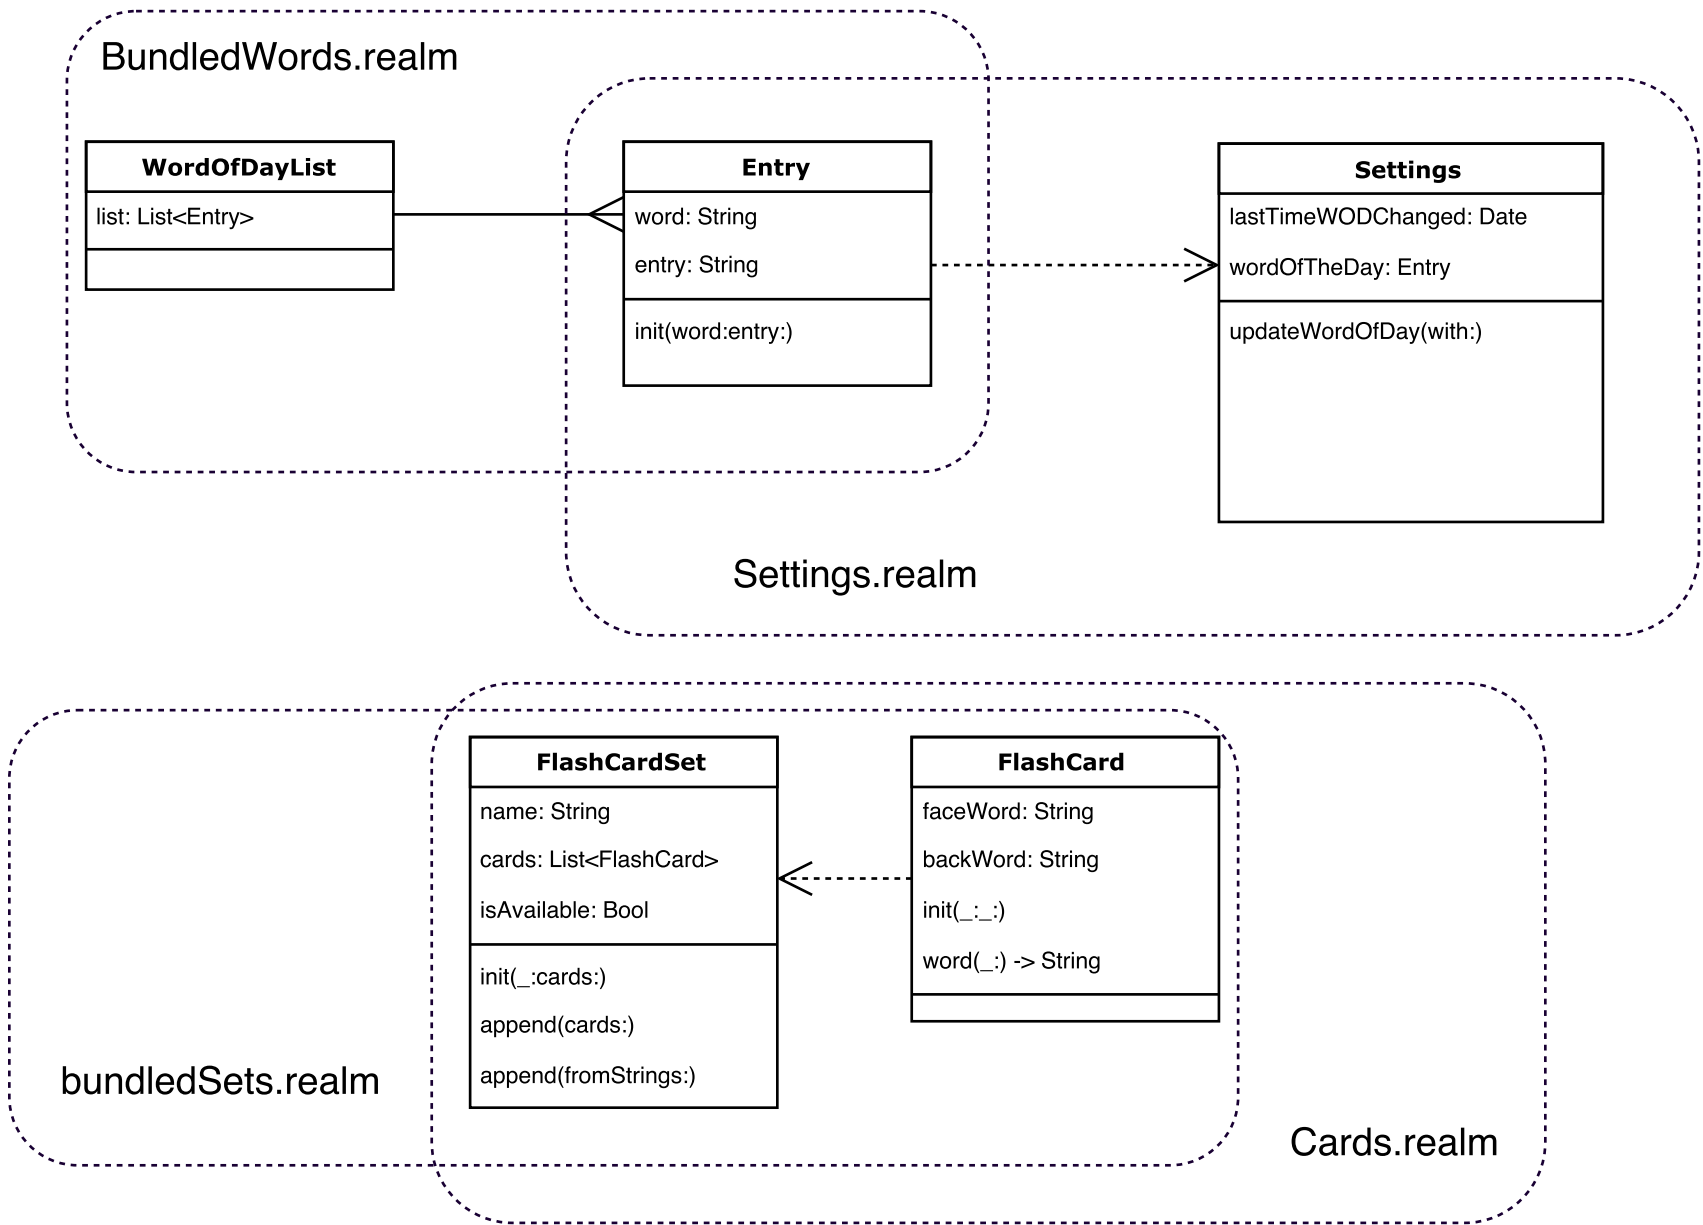 BundledWords.realm
WordOfDayList
list: List<Entry>
Entry
word: String
entry: String
init(word:entry:)
Settings
lastTimeWODChanged: Date
wordOfTheDay: Entry
updateWordOfDay(with:)
Settings.realm
FlashCardSet
name: String
cards: List<FlashCard>
isAvailable: Bool
init(_:cards:)
append(cards:)
append(fromStrings:)
FlashCard
faceWord: String
backWord: String
init(_:_:)
word(_:) -> String
bundledSets.realm
Cards.realm